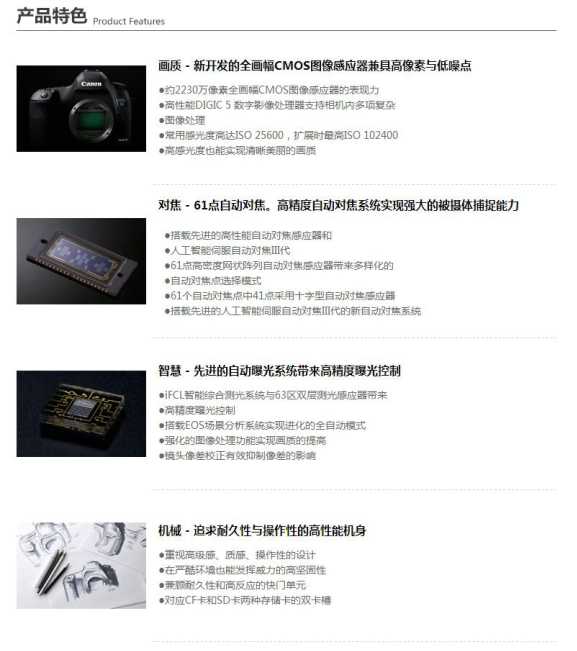 产品特色 Product Features
画质 - 新开发的全画幅CMOS图像感应器兼具高像素与低噪点
Canon
●约2230万像素全画幅CMOS图像感应器的表现力
●高性能DIGIC 5 数字影像处理器支持相机内多项复杂
●图像处理
●常用感光度高达ISO 25600，扩展时最高ISO 102400
●高感光度也能实现清晰美丽的画质
对焦 - 61点自动对焦。高精度自动对焦系统实现强大的被摄体捕捉能力
●搭载先进的高性能自动对焦感应器和
●人工智能伺服自动对焦III代
●61点高密度网状阵列自动对焦感应器带来多样化的
●自动对焦点选择模式
●61个自动对焦点中41点采用十字型自动对焦感应器
●搭载先进的人工智能伺服自动对焦III代的新自动对焦系统
智慧 - 先进的自动曝光系统带来高精度曝光控制
●iFCL智能综合测光系统与63区双层测光感应器带来
●高精度曝光控制
●搭载EOS场景分析系统实现进化的全自动模式
●强化的图像处理功能实现画质的提高
●镜头像差校正有效抑制像差的影响
机械 - 追求耐久性与操作性的高性能机身
●重视高级感、质感、操作性的设计
●在严酷环境也能发挥威力的高坚固性
●兼顾耐久性和高反应的快门单元
●对应CF卡和SD卡两种存储卡的双卡槽